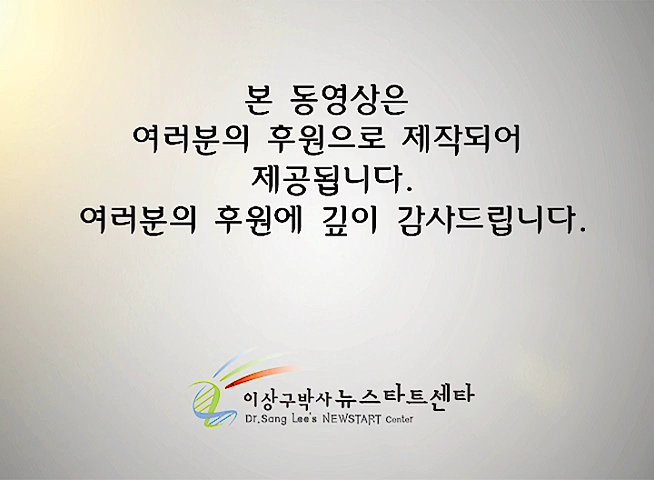 본 동영상은
여러분의 후원으로 제작되어
제공됩니다.
여러분의 후원에 깊이 감사드립니다.
이상구박사 뉴스타트센타
Dr.Sang Lee's NEWSTART Center